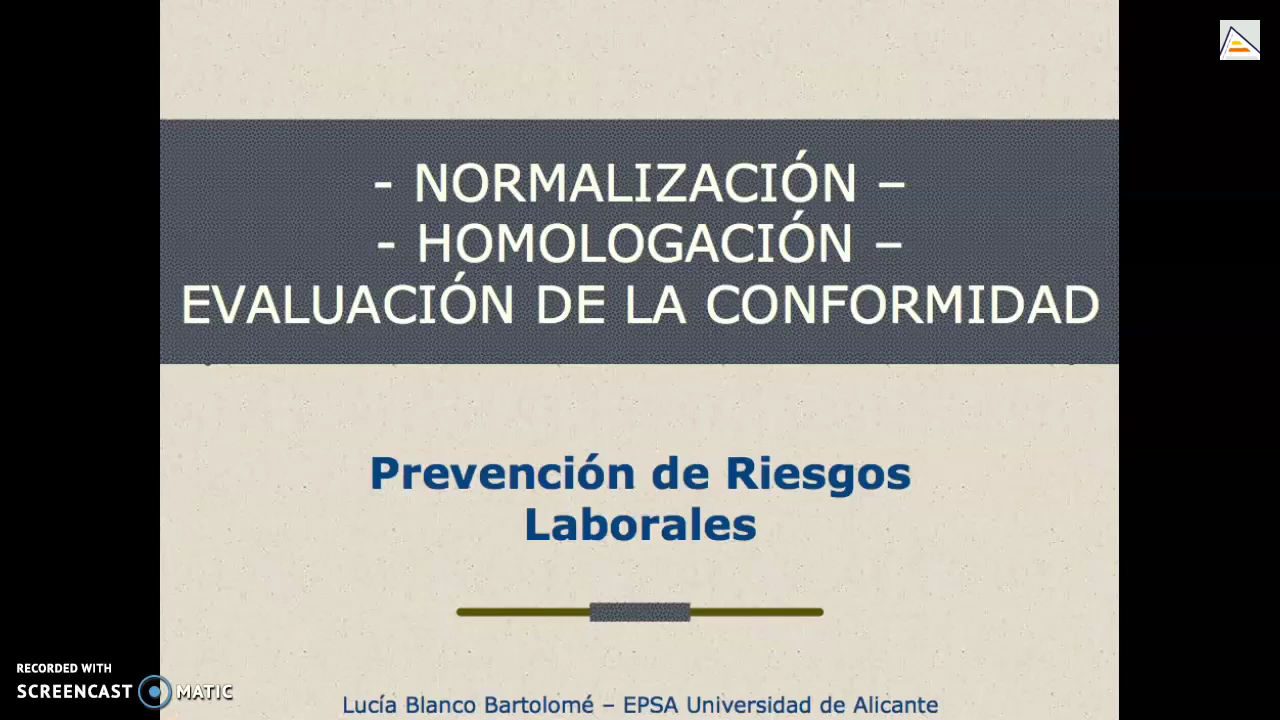 - NORMALIZACIÓN –
- HOMOLOGACIÓN –
EVALUACIÓN DE LA CONFORMIDAD
Prevención de Riesgos
Laborales
Lucía Blanco Bartolomé – EPSA Universidad de Alicante
RECORDED WITH
SCREENCAST MATIC